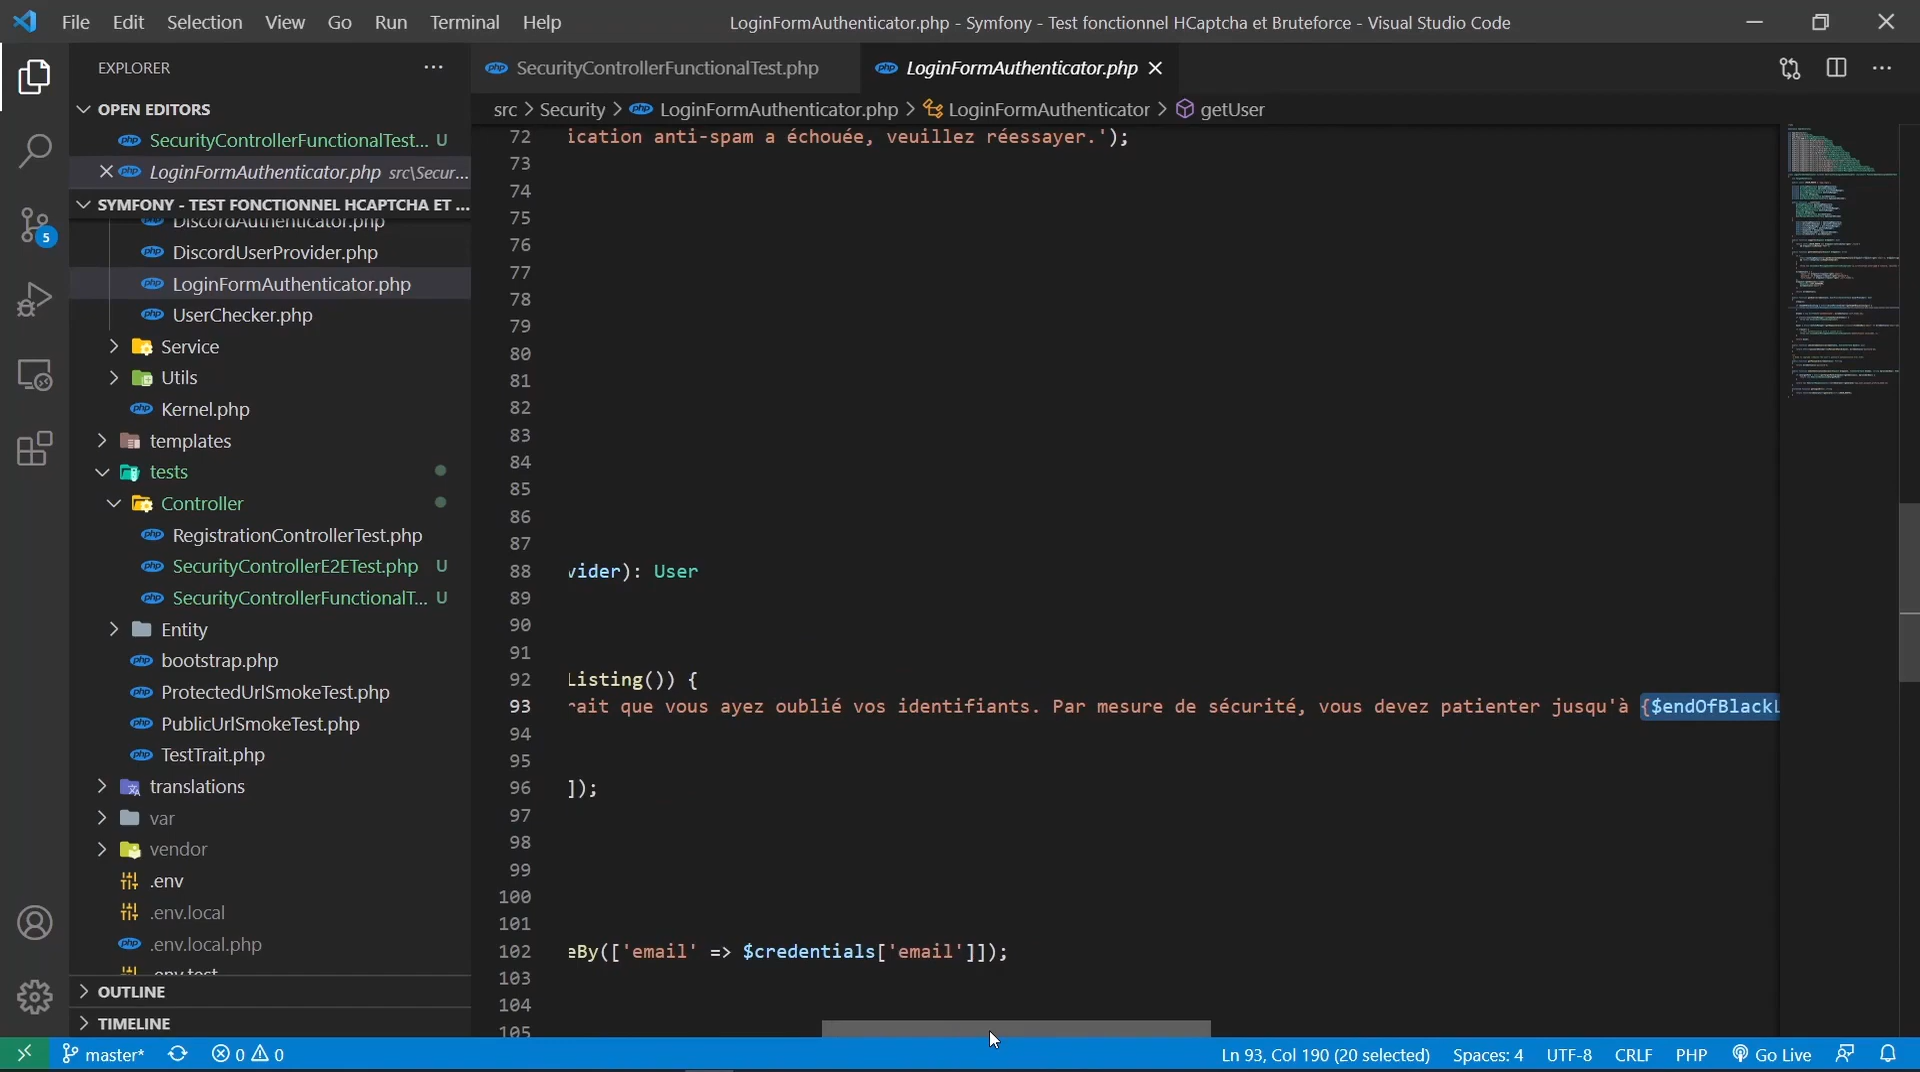 File Edit Selection View Go Run Terminal Help
LoginFormAuthenticator.php - Symfony - Test fonctionnel HCaptcha et Bruteforce - Visual Studio Code
EXPLORER
OPEN EDITORS
SecurityControllerFunctionalTest... U
LoginFormAuthenticator.php src\Secur...
SYMFONY - TEST FONCTIONNEL HCAPTCHA ET ...
DiscordAuthenticator.php
DiscordUserProvider.php
LoginFormAuthenticator.php
UserChecker.php
Service
Utils
Kernel.php
templates
tests
Controller
RegistrationControllerTest.php
SecurityControllerE2ETest.php U
SecurityControllerFunctionalT... U
Entity
bootstrap.php
ProtectedUrlSmokeTest.php
PublicUrlSmokeTest.php
TestTrait.php
translations
var
vendor
.env
.env.local
.env.local.php
.env.test
OUTLINE
TIMELINE
5
SecurityControllerFunctionalTest.php
LoginFormAuthenticator.php
src > Security > LoginFormAuthenticator.php > LoginFormAuthenticator > getUser
72 ication anti-spam a échouée, veuillez réessayer.');
73
74
75
76
77
78
79
80
81
82
83
84
85
86
87
88 vider): User
89
90
91
92 Listing()) {
93 rait que vous ayez oublié vos identifiants. Par mesure de sécurité, vous devez patienter jusqu'à {$endOfBlackL
94
95
96 ]);
97
98
99
100
101
102 eBy(['email' => $credentials['email']]);
103
104
105
master* 0 0 Ln 93, Col 190 (20 selected) Spaces: 4 UTF-8 CRLF PHP Go Live